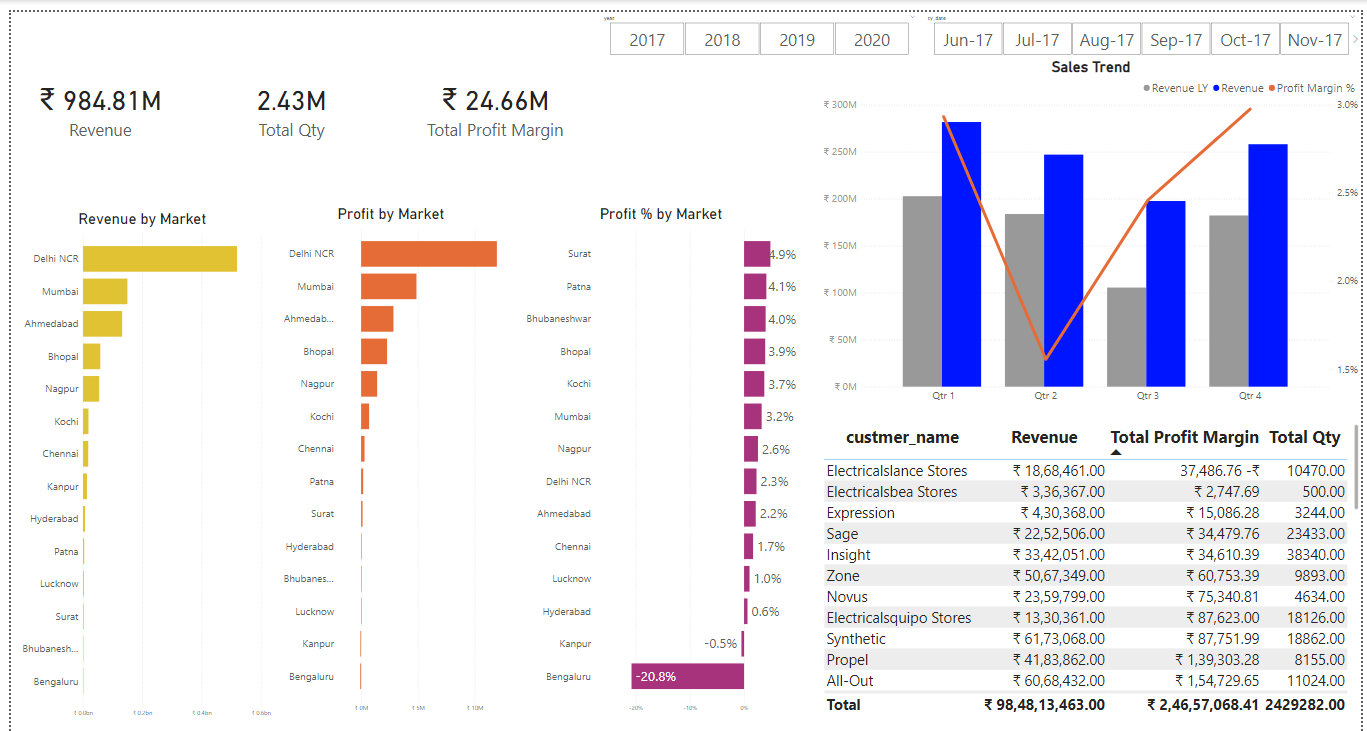 year
cy_date
2017 2018 2019 2020
Jun-17 Jul-17 Aug-17 Sep-17 Oct-17 Nov-17
₹ 984.81M
Revenue
2.43M
Total Qty
₹ 24.66M
Total Profit Margin
Sales Trend
Revenue LY Revenue Profit Margin %
₹ 300M
₹ 250M
₹ 200M
₹ 150M
₹ 100M
₹ 50M
₹ 0M
3.0%
2.5%
2.0%
1.5%
Qtr 1 Qtr 2 Qtr 3 Qtr 4
Revenue by Market
Delhi NCR
Mumbai
Ahmedabad
Bhopal
Nagpur
Kochi
Chennai
Kanpur
Hyderabad
Patna
Lucknow
Surat
Bhubanesh...
Bengaluru
₹ 0.0bn ₹ 0.2bn ₹ 0.4bn ₹ 0.6bn
Profit by Market
Delhi NCR
Mumbai
Ahmedab...
Bhopal
Nagpur
Kochi
Chennai
Patna
Surat
Hyderabad
Bhubanes...
Lucknow
Kanpur
Bengaluru
₹ 0M ₹ 5M ₹ 10M
Profit % by Market
Surat 4.9%
Patna 4.1%
Bhubaneshwar 4.0%
Bhopal 3.9%
Kochi 3.7%
Mumbai 3.2%
Nagpur 2.6%
Delhi NCR 2.3%
Ahmedabad 2.2%
Chennai 1.7%
Lucknow 1.0%
Hyderabad 0.6%
Kanpur -0.5%
Bengaluru -20.8%
-20% -10% 0%
custmer_name Revenue Total Profit Margin Total Qty
Electricalslance Stores ₹ 18,68,461.00 37,486.76 -₹ 10470.00
Electricalsbea Stores ₹ 3,36,367.00 ₹ 2,747.69 500.00
Expression ₹ 4,30,368.00 ₹ 15,086.28 3244.00
Sage ₹ 22,52,506.00 ₹ 34,479.76 23433.00
Insight ₹ 33,42,051.00 ₹ 34,610.39 38340.00
Zone ₹ 50,67,349.00 ₹ 60,753.39 9893.00
Novus ₹ 23,59,799.00 ₹ 75,340.81 4634.00
Electricalsquipo Stores ₹ 13,30,361.00 ₹ 87,623.00 18126.00
Synthetic ₹ 61,73,068.00 ₹ 87,751.99 18862.00
Propel ₹ 41,83,862.00 ₹ 1,39,303.28 8155.00
All-Out ₹ 60,68,432.00 ₹ 1,54,729.65 11024.00
Total ₹ 98,48,13,463.00 ₹ 2,46,57,068.41 2429282.00